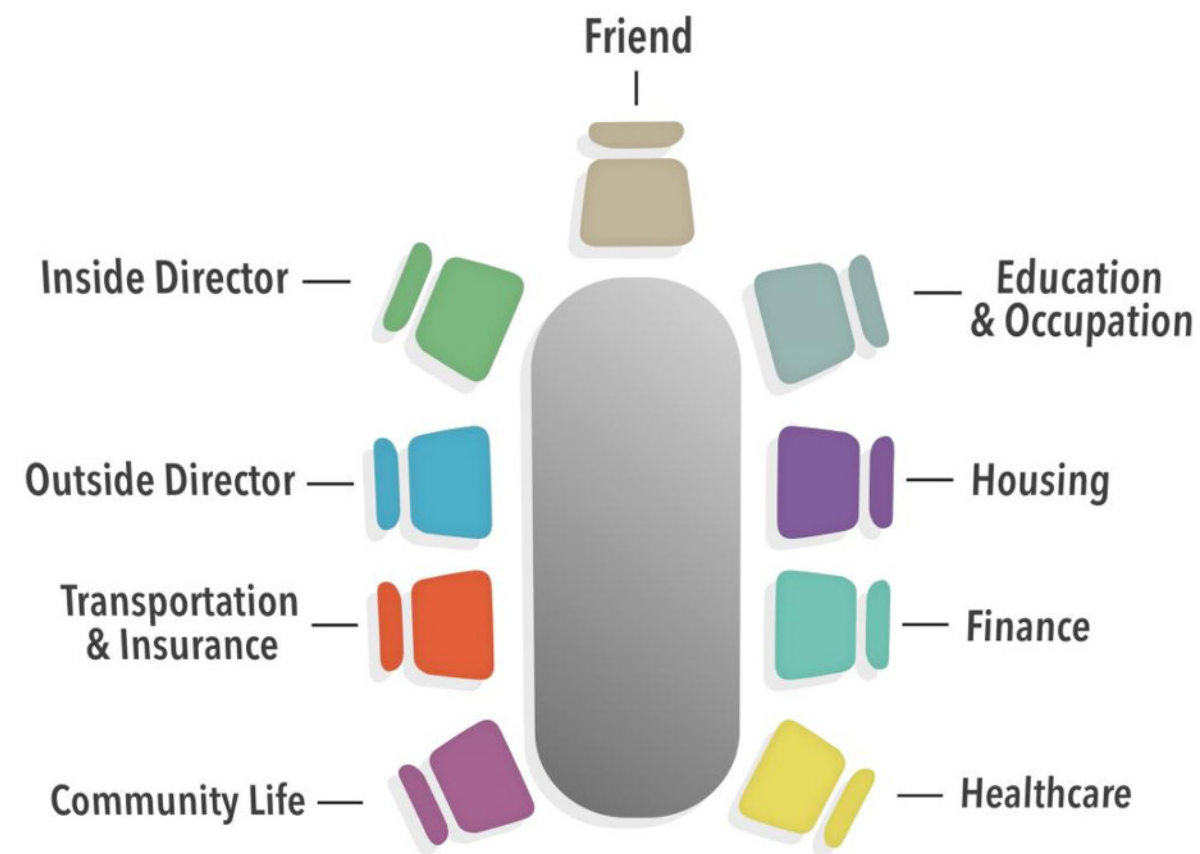 Friend
Inside Director
Education
& Occupation
Outside Director
Housing
Transportation
& Insurance
Finance
Community Life
Healthcare